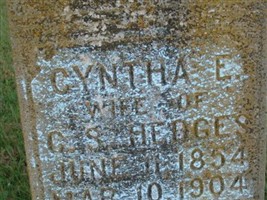 CYNTHA E.
WIFE OF
G. S. HEDGES
JUNE 11, 1854
MAR. 10, 1904